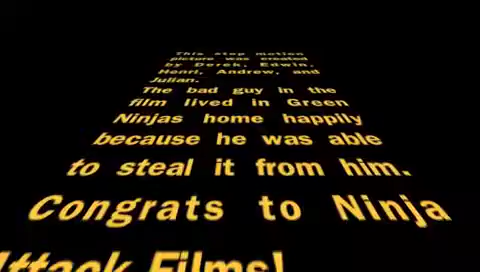 This stop motion
picture was created
by Derek, Edwin,
Henri, Andrew, and
Julian.
The bad guy in the
film lived in Green
Ninjas home happily
because he was able
to steal it from him.
Congrats to Ninja
Attack Films!